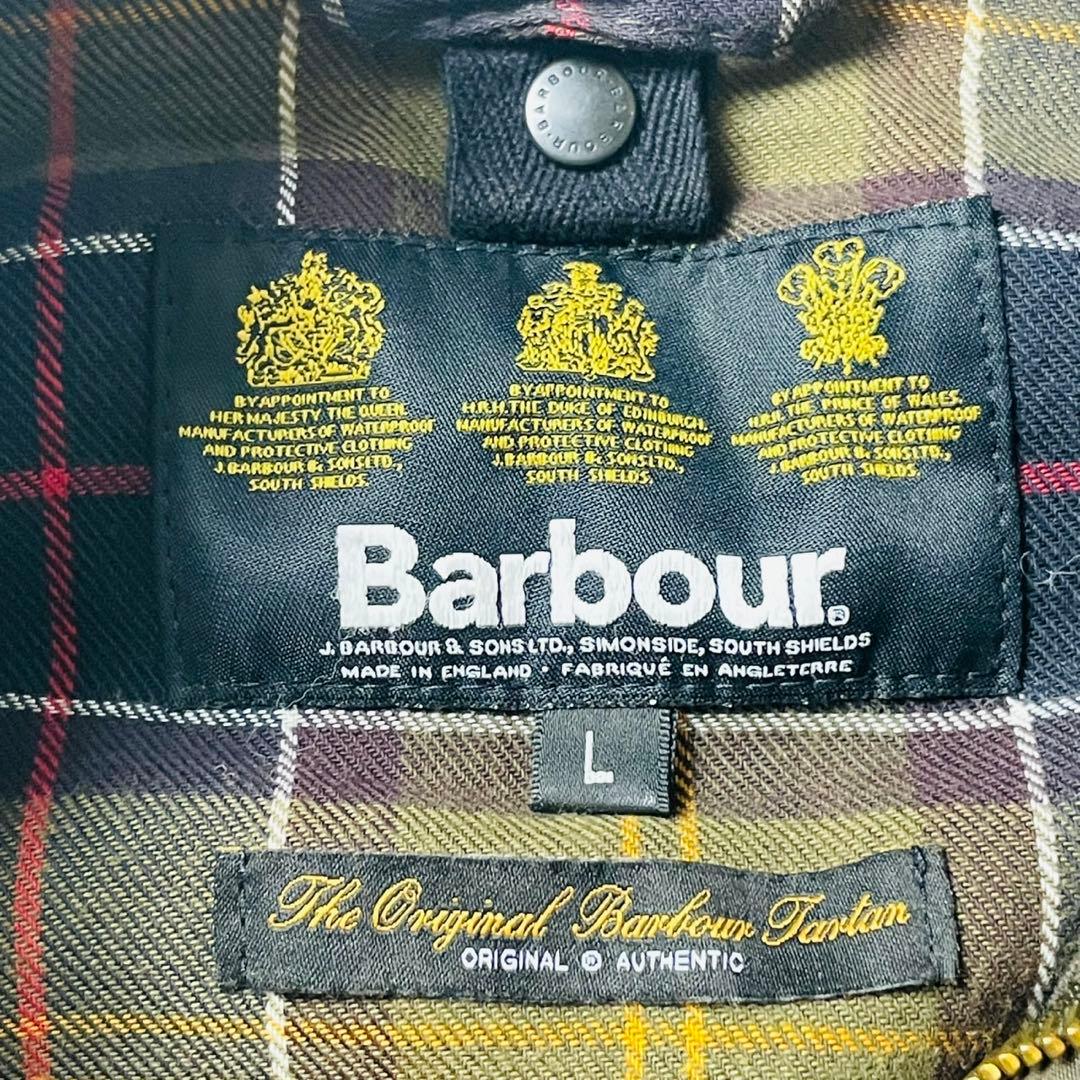 BARBOUR • BARBOUR • BARBOUR
BY APPOINTMENT TO
HER MAJESTY THE QUEEN.
MANUFACTURERS OF WATERPROOF
AND PROTECTIVE CLOTHING
J. BARBOUR & SONS LTD.,
SOUTH SHIELDS.
BY APPOINTMENT TO
H.R.H. THE DUKE OF EDINBURGH.
MANUFACTURERS OF WATERPROOF
AND PROTECTIVE CLOTHING
J. BARBOUR & SONS LTD.,
SOUTH SHIELDS.
BY APPOINTMENT TO
H.R.H. THE PRINCE OF WALES.
MANUFACTURERS OF WATERPROOF
AND PROTECTIVE CLOTHING
J. BARBOUR & SONS LTD.,
SOUTH SHIELDS.
Barbour®
J. BARBOUR & SONS LTD., SIMONSIDE, SOUTH SHIELDS
MADE IN ENGLAND • FABRIQUÉ EN ANGLETERRE
L
The Original Barbour Tartan
ORIGINAL ® AUTHENTIC